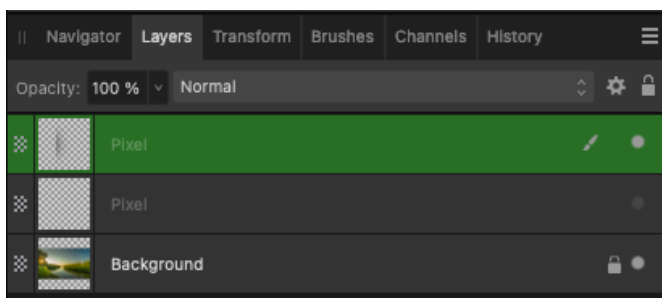 Navigator Layers Transform Brushes Channels History
Opacity: 100 % Normal
Pixel
Pixel
Background